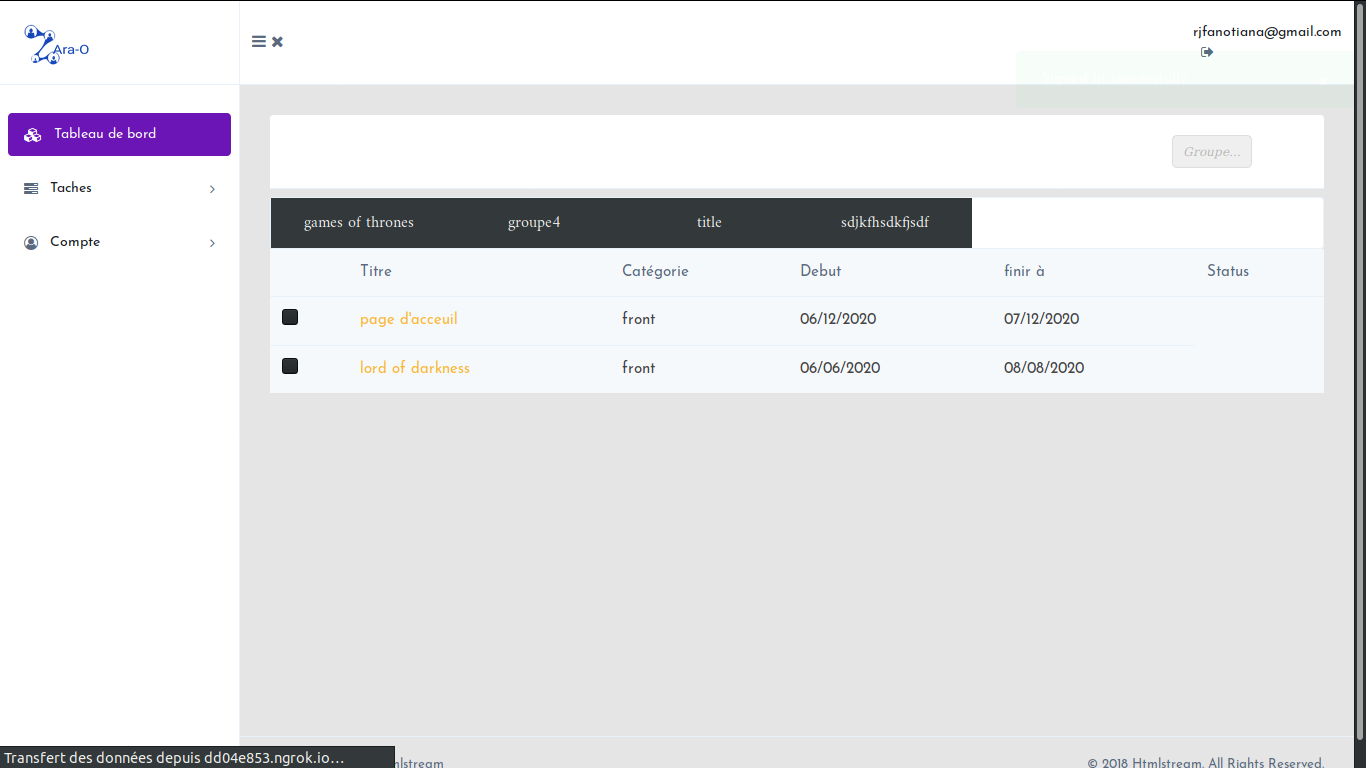 Ara-O
rjfanotiana@gmail.com
Tableau de bord
Taches
Compte
Groupe...
games of thrones groupe4 title sdjkfhsdkfjsdf
Titre Catégorie Debut finir à Status
page d'acceuil front 06/12/2020 07/12/2020
lord of darkness front 06/06/2020 08/08/2020
Transfert des données depuis dd04e853.ngrok.io…
© 2018 Htmlstream. All Rights Reserved.